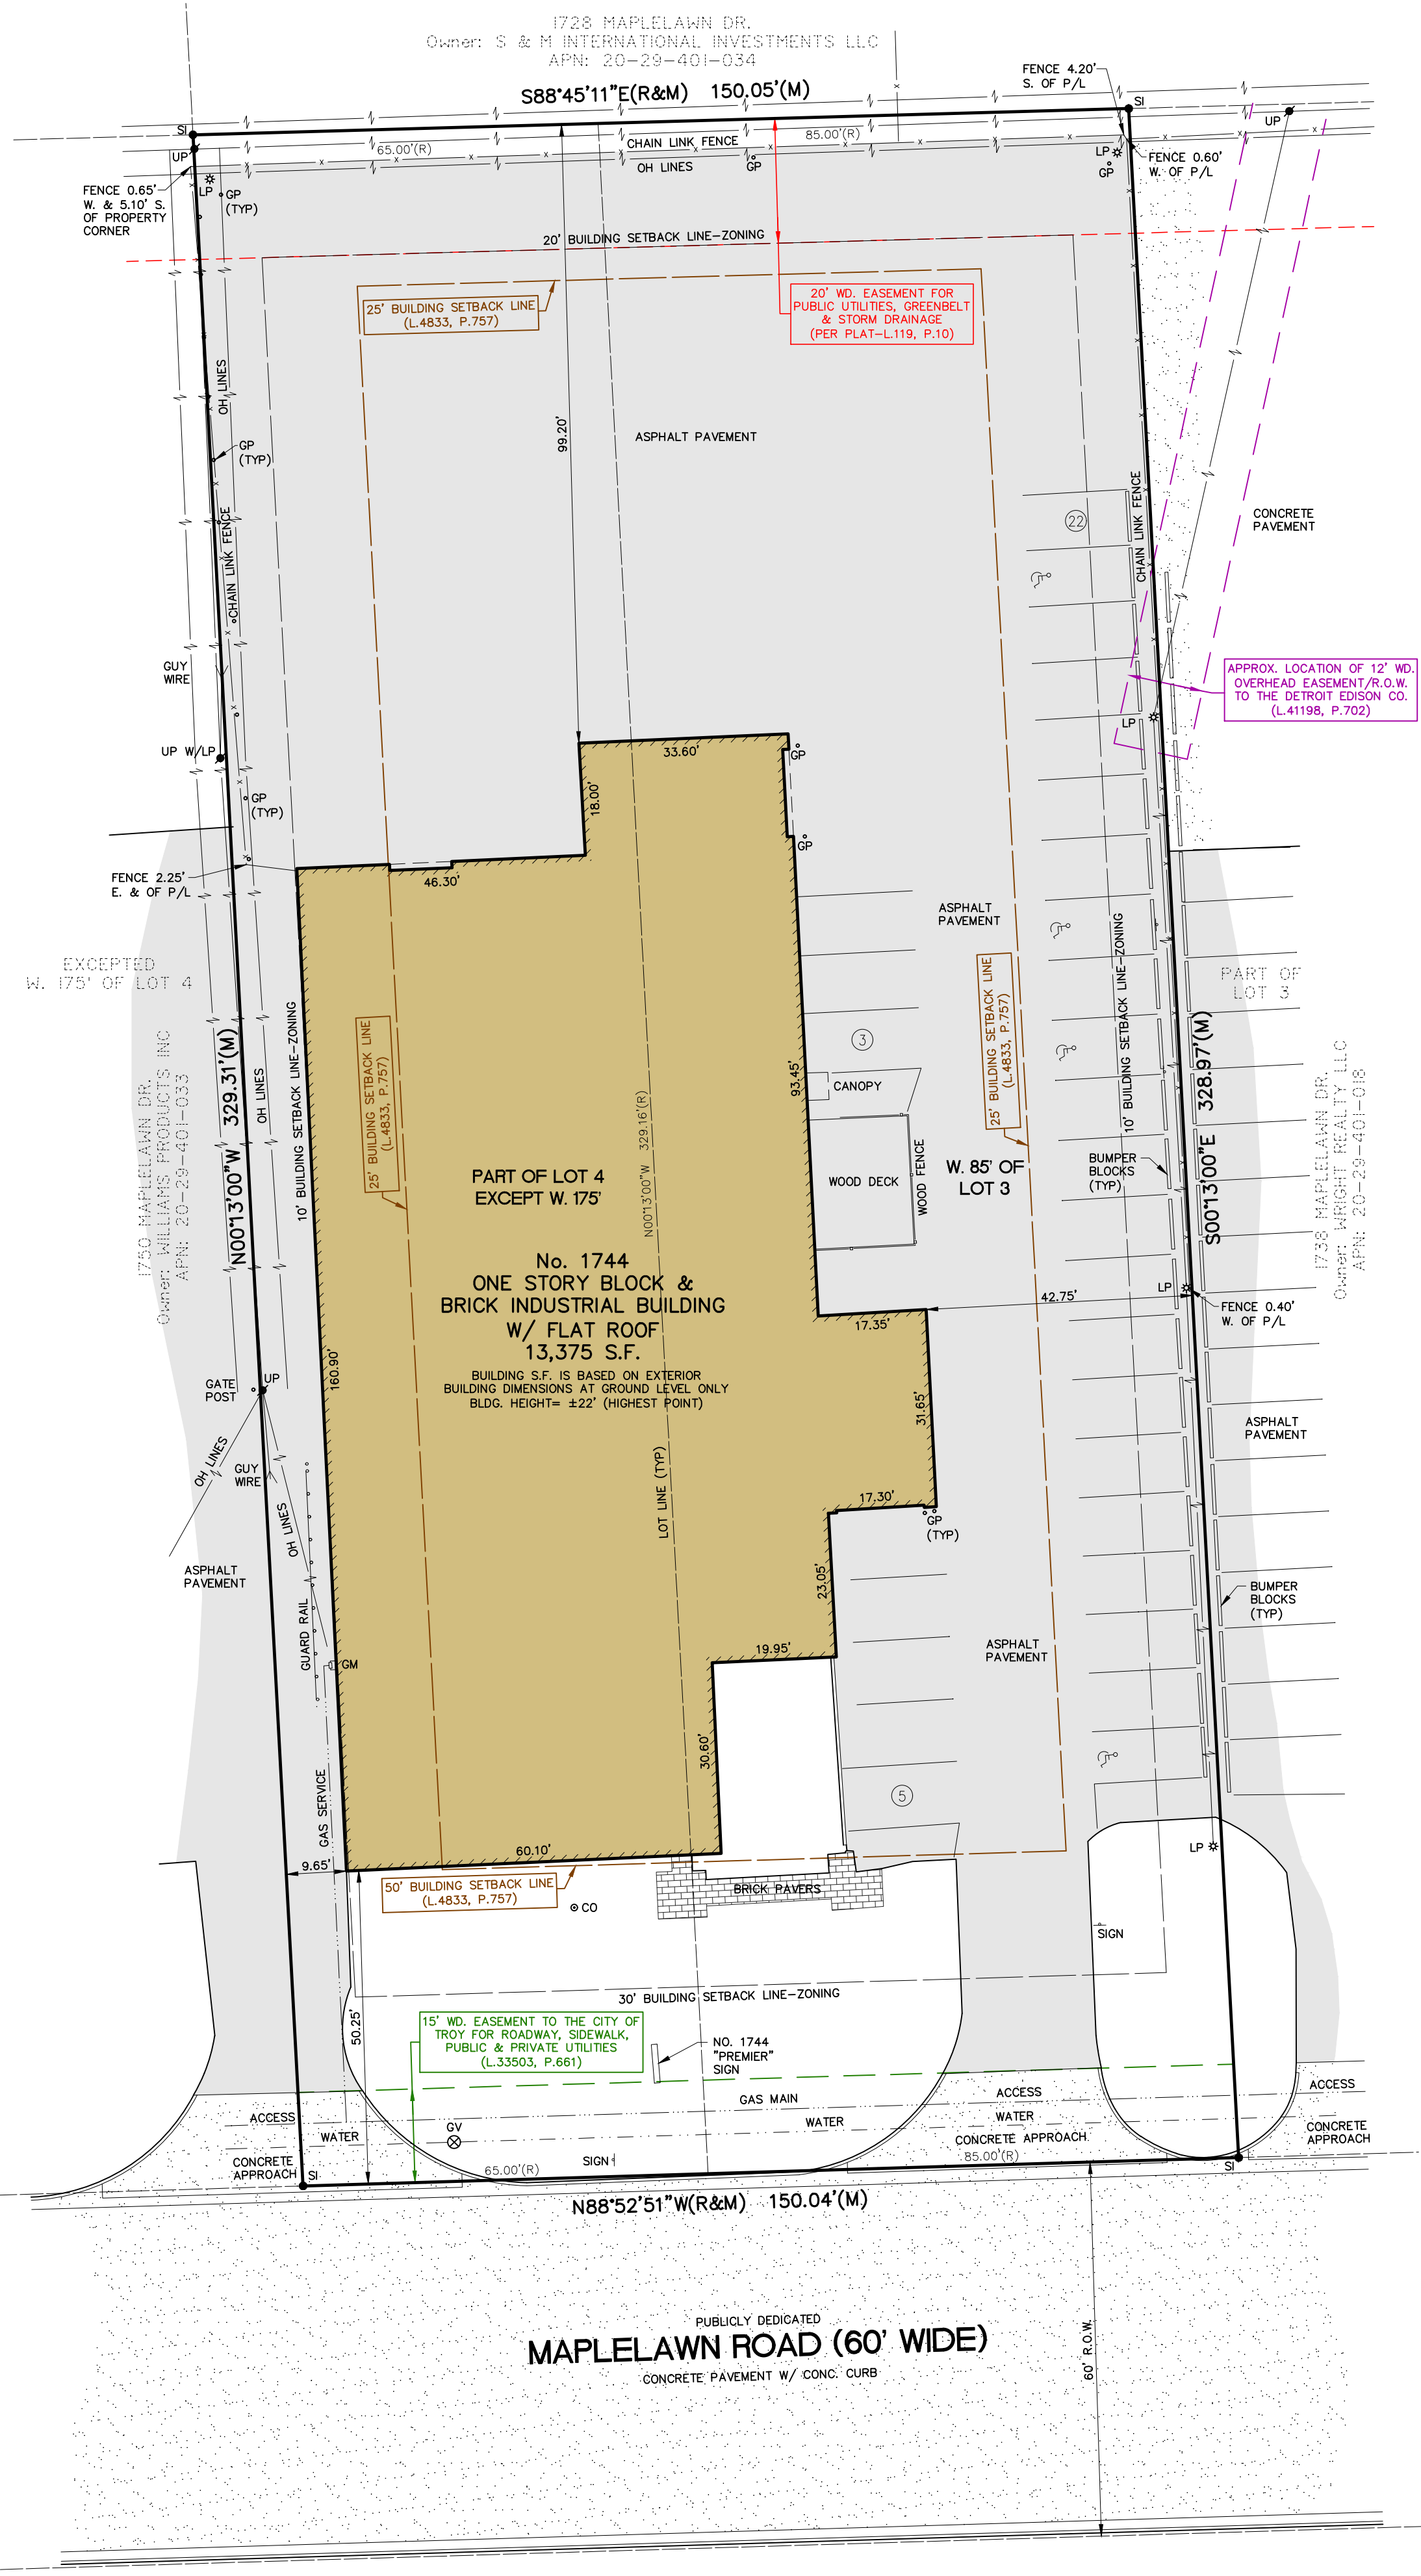 1728 MAPLELAWN DR.
Owner: S & M INTERNATIONAL INVESTMENTS LLC
APN: 20-29-401-034
S88°45'11"E(R&M) 150.05'(M)
FENCE 4.20'
S. OF P/L
SI
SI
UP
UP
65.00'(R)
CHAIN LINK FENCE
85.00'(R)
OH LINES
GP
LP
GP
FENCE 0.60'
W. OF P/L
FENCE 0.65'
W. & 5.10' S.
OF PROPERTY
CORNER
LP
GP
(TYP)
20' BUILDING SETBACK LINE-ZONING
25' BUILDING SETBACK LINE
(L.4833, P.757)
20' WD. EASEMENT FOR
PUBLIC UTILITIES, GREENBELT
& STORM DRAINAGE
(PER PLAT-L.119, P.10)
OH LINES
99.20'
ASPHALT PAVEMENT
GP
(TYP)
CHAIN LINK FENCE
22
CHAIN LINK FENCE
CONCRETE
PAVEMENT
GUY
WIRE
APPROX. LOCATION OF 12' WD.
OVERHEAD EASEMENT/R.O.W.
TO THE DETROIT EDISON CO.
(L.41198, P.702)
LP
UP W/LP
33.60'
GP
18.00'
GP
(TYP)
GP
FENCE 2.25'
E. & OF P/L
46.30'
ASPHALT
PAVEMENT
EXCEPTED
W. 175' OF LOT 4
PART OF
LOT 3
10' BUILDING SETBACK LINE-ZONING
25' BUILDING SETBACK LINE
(L.4833, P.757)
25' BUILDING SETBACK LINE
(L.4833, P.757)
10' BUILDING SETBACK LINE-ZONING
1750 MAPLELAWN DR.
Owner: WILLIAMS PRODUCTS INC
APN: 20-29-401-033
N00°13'00"W 329.31'(M)
OH LINES
N00°13'00"W 329.16'(R)
93.45'
3
CANOPY
WOOD DECK
WOOD FENCE
W. 85' OF
LOT 3
BUMPER
BLOCKS
(TYP)
S00°13'00"E 328.97'(M)
1738 MAPLELAWN DR.
Owner: WRIGHT REALTY LLC
APN: 20-29-401-018
PART OF LOT 4
EXCEPT W. 175'
No. 1744
ONE STORY BLOCK &
BRICK INDUSTRIAL BUILDING
W/ FLAT ROOF
13,375 S.F.
BUILDING S.F. IS BASED ON EXTERIOR
BUILDING DIMENSIONS AT GROUND LEVEL ONLY
BLDG. HEIGHT= ±22' (HIGHEST POINT)
42.75'
LP
FENCE 0.40'
W. OF P/L
17.35'
160.90'
GATE
POST
UP
31.65'
ASPHALT
PAVEMENT
OH LINES
GUY
WIRE
OH LINES
LOT LINE (TYP)
17.30'
GP
(TYP)
ASPHALT
PAVEMENT
23.05'
BUMPER
BLOCKS
(TYP)
GUARD RAIL
GM
19.95'
ASPHALT
PAVEMENT
30.60'
GAS SERVICE
5
60.10'
9.65'
LP
50' BUILDING SETBACK LINE
(L.4833, P.757)
BRICK PAVERS
CO
SIGN
30' BUILDING SETBACK LINE-ZONING
50.25'
15' WD. EASEMENT TO THE CITY OF
TROY FOR ROADWAY, SIDEWALK,
PUBLIC & PRIVATE UTILITIES
(L.33503, P.661)
NO. 1744
"PREMIER"
SIGN
GAS MAIN
ACCESS
ACCESS
ACCESS
WATER
GV
WATER
WATER
CONCRETE
APPROACH
SIGN
CONCRETE APPROACH
CONCRETE
APPROACH
SI
65.00'(R)
85.00'(R)
SI
N88°52'51"W(R&M) 150.04'(M)
PUBLICLY DEDICATED
MAPLELAWN ROAD (60' WIDE)
CONCRETE PAVEMENT W/ CONC. CURB
60' R.O.W.